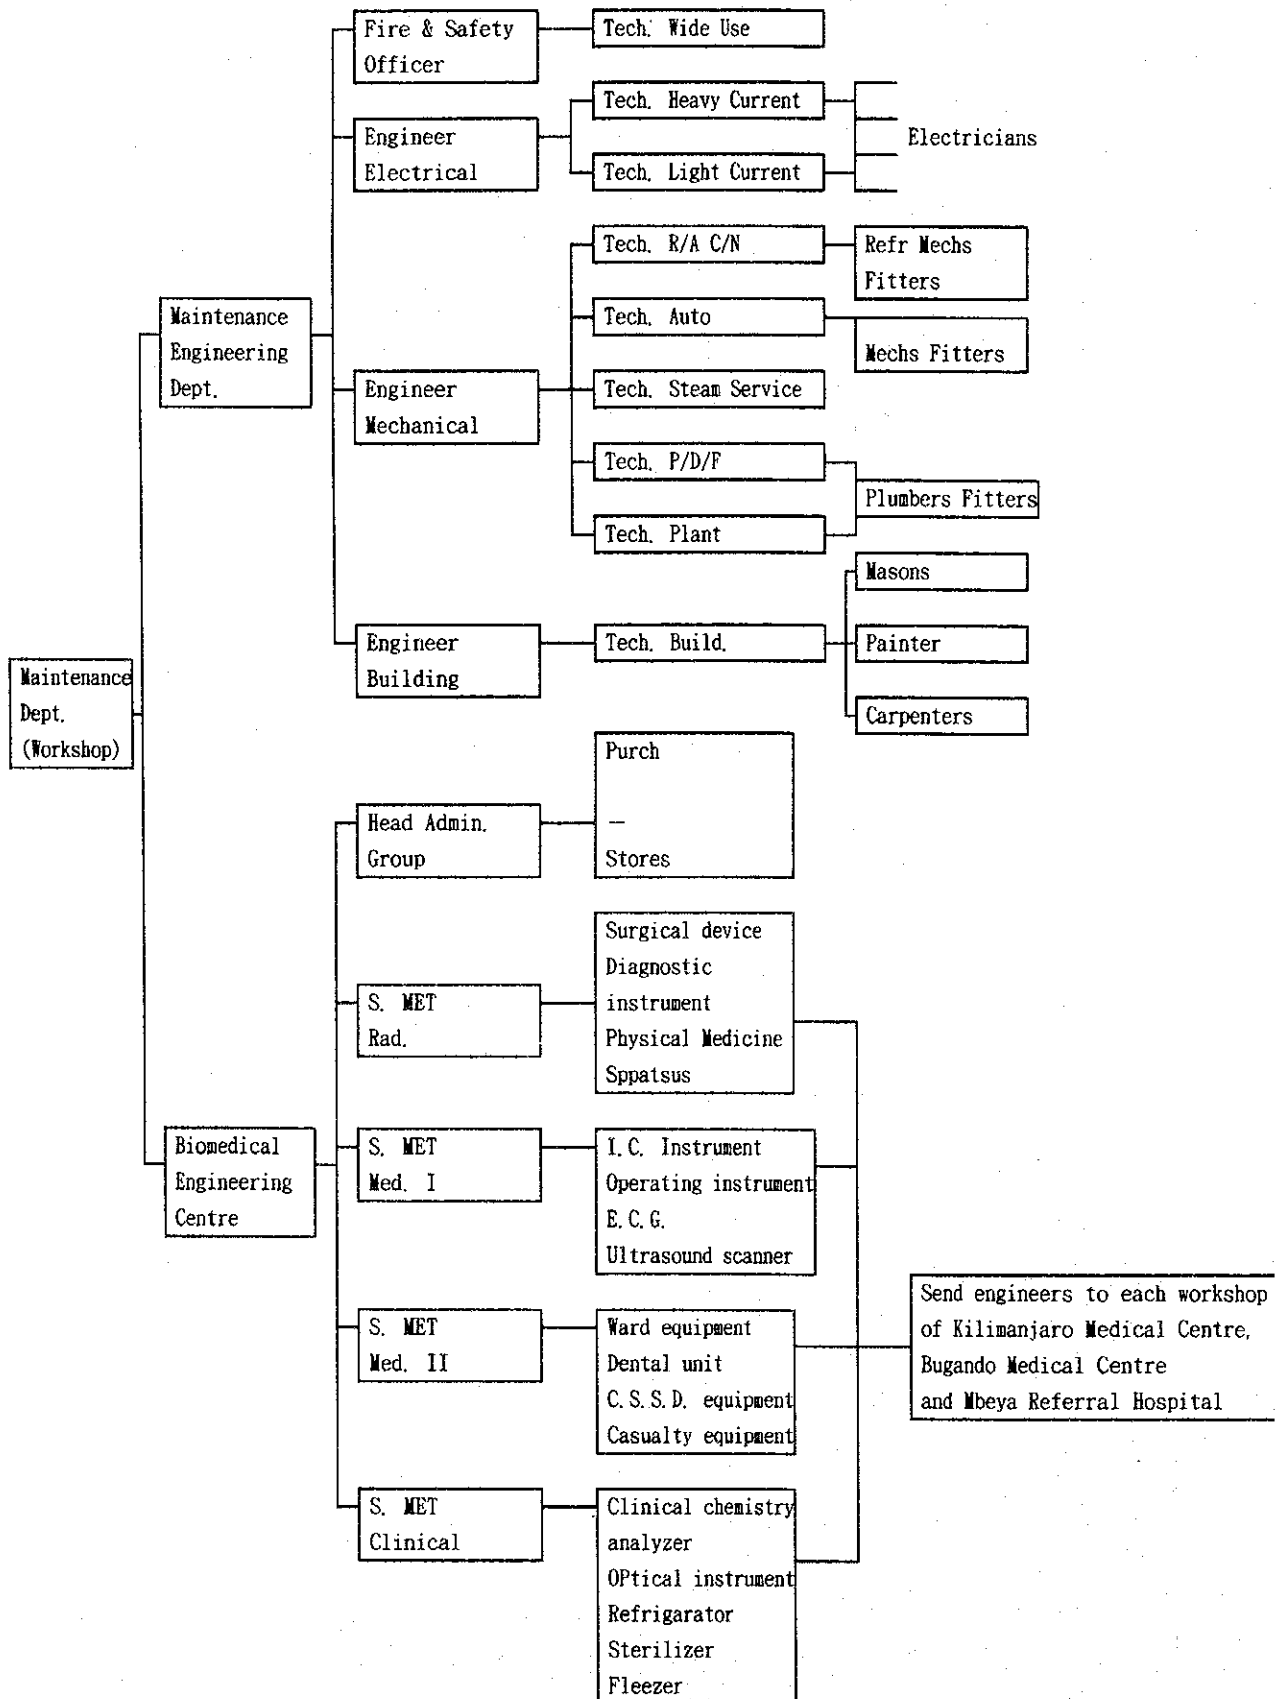 Fire & Safety
Officer
Tech. Wide Use
Engineer
Electrical
Tech. Heavy Current
Tech. Light Current
Electricians
Maintenance
Engineering
Dept.
Engineer
Mechanical
Tech. R/A C/N
Refr Mechs
Fitters
Tech. Auto
Mechs Fitters
Tech. Steam Service
Tech. P/D/F
Plumbers Fitters
Tech. Plant
Engineer
Building
Tech. Build.
Masons
Painter
Carpenters
Maintenance
Dept.
(Workshop)
Head Admin.
Group
Purch
—
Stores
S. MET
Rad.
Surgical device
Diagnostic
instrument
Physical Medicine
Sppatsus
Biomedical
Engineering
Centre
S. MET
Med. I
I.C. Instrument
Operating instrument
E.C.G.
Ultrasound scanner
S. MET
Med. II
Ward equipment
Dental unit
C.S.S.D. equipment
Casualty equipment
Send engineers to each workshop
of Kilimanjaro Medical Centre,
Bugando Medical Centre
and Mbeya Referral Hospital
S. MET
Clinical
Clinical chemistry
analyzer
OPtical instrument
Refrigarator
Sterilizer
Fleezer